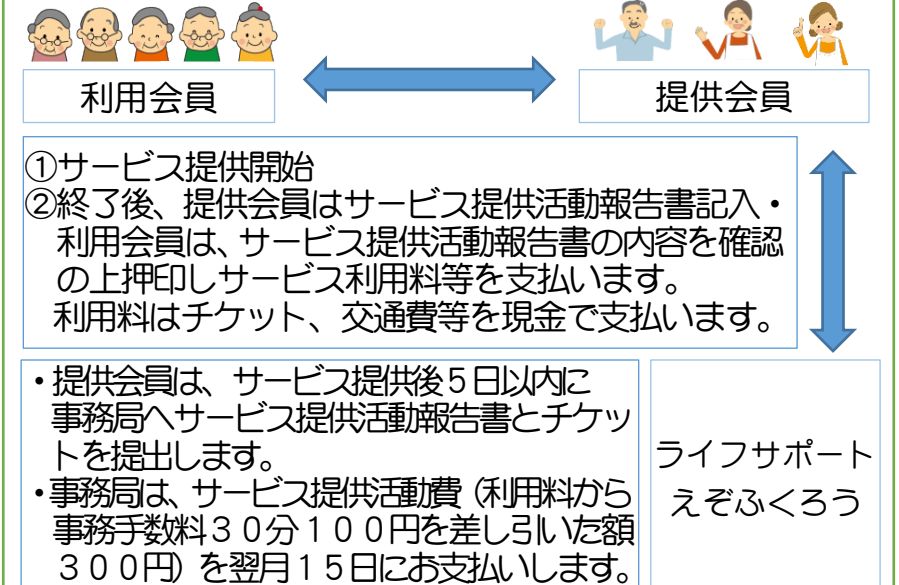 利用会員
提供会員
①サービス提供開始
②終了後、提供会員はサービス提供活動報告書記入・
利用会員は、サービス提供活動報告書の内容を確認
の上押印しサービス利用料等を支払います。
利用料はチケット、交通費等を現金で支払います。
・提供会員は、サービス提供後５日以内に
事務局へサービス提供活動報告書とチケッ
トを提出します。
・事務局は、サービス提供活動費（利用料から
事務手数料３０分１００円を差し引いた額
３００円）を翌月１５日にお支払いします。
ライフサポート
えぞふくろう